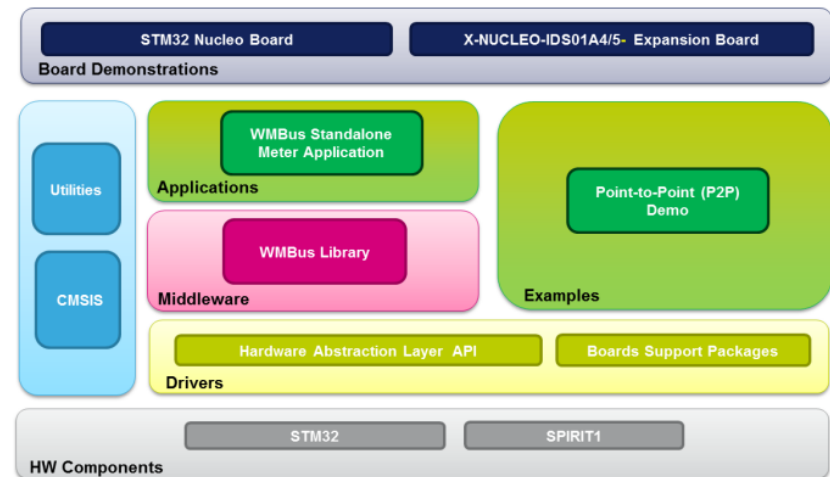 STM32 Nucleo Board
X-NUCLEO-IDS01A4/5- Expansion Board
Board Demonstrations
Utilities
CMSIS
WMBus Standalone
Meter Application
Applications
WMBus Library
Middleware
Point-to-Point (P2P)
Demo
Examples
Hardware Abstraction Layer API
Boards Support Packages
Drivers
STM32
SPIRIT1
HW Components